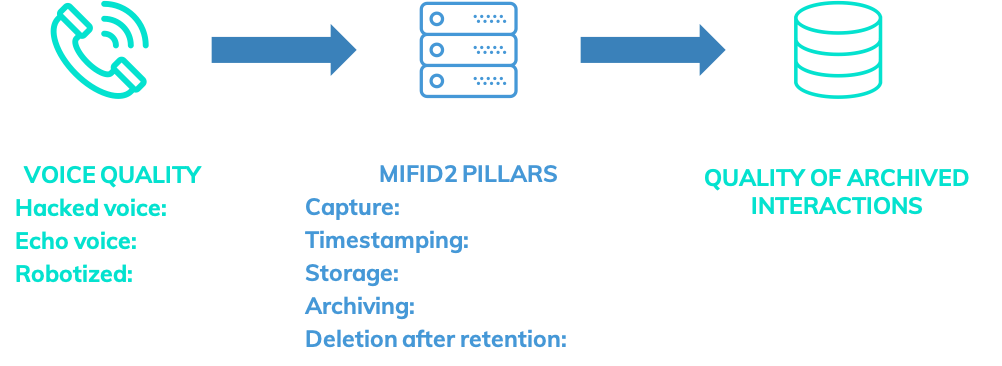 VOICE QUALITY
Hacked voice:
Echo voice:
Robotized:
MIFID2 PILLARS
Capture:
Timestamping:
Storage:
Archiving:
Deletion after retention:
QUALITY OF ARCHIVED
INTERACTIONS